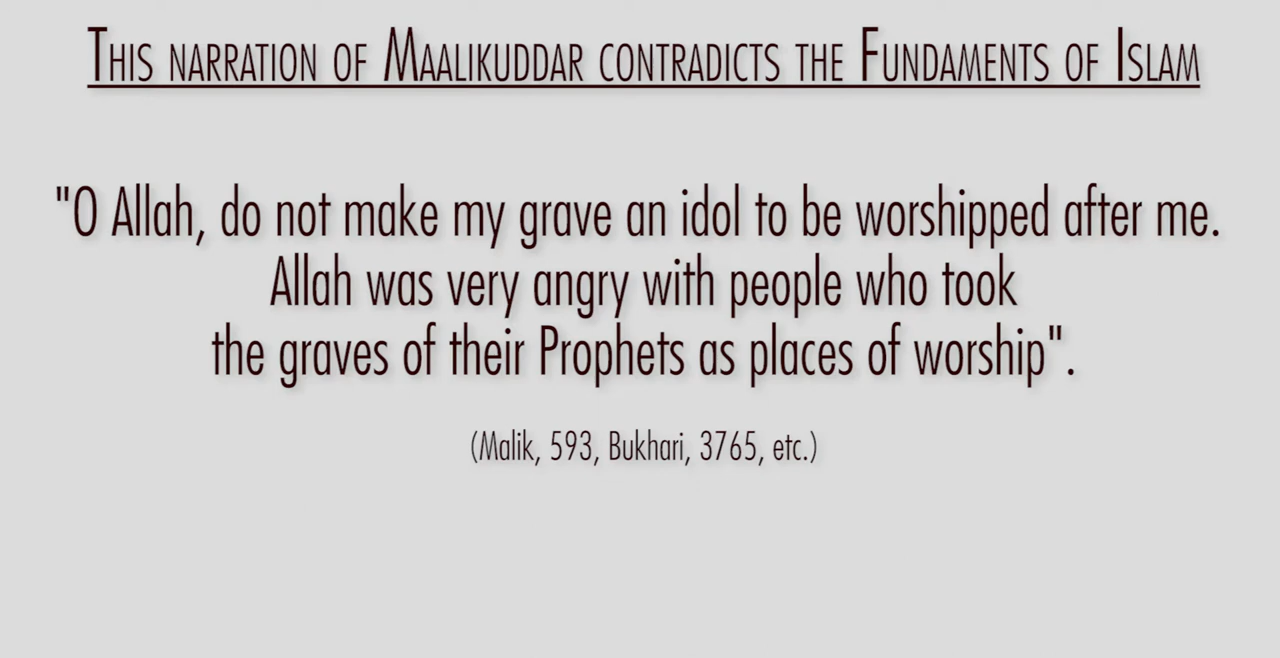 This narration of Maalikuddar contradicts the Fundaments of Islam
"O Allah, do not make my grave an idol to be worshipped after me.
Allah was very angry with people who took
the graves of their Prophets as places of worship".
(Malik, 593, Bukhari, 3765, etc.)